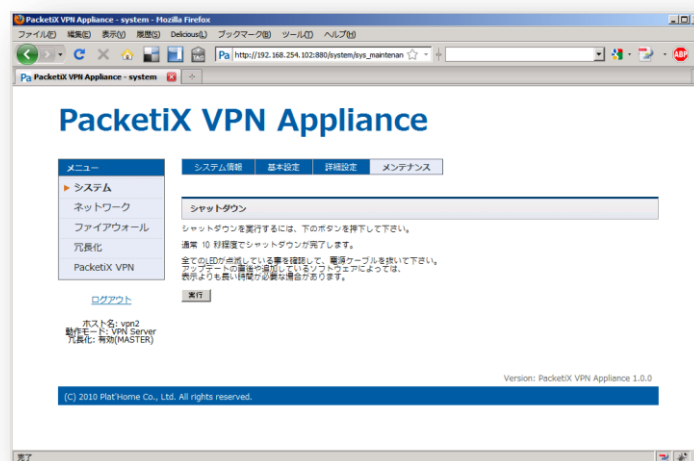 PacketiX VPN Appliance - system - Mozilla Firefox
ファイル(F) 編集(E) 表示(V) 履歴(S) Delicious(L) ブックマーク(B) ツール(T) ヘルプ(H)
Pa http://192.168.254.102:880/system/sys_maintenan
ABP
Pa PacketiX VPN Appliance - system
PacketiX VPN Appliance
メニュー
システム情報 基本設定 詳細設定 メンテナンス
システム
ネットワーク
ファイアウォール
冗長化
PacketiX VPN
シャットダウン
シャットダウンを実行するには、下のボタンを押下して下さい。
通常 10 秒程度でシャットダウンが完了します。
全てのLEDが点滅している事を確認して、電源ケーブルを抜いて下さい。
アップデートの直後や追加しているソフトウェアによっては、
表示よりも長い時間が必要な場合があります。
実行
ログアウト
ホスト名: vpn2
動作モード: VPN Server
冗長化: 有効(MASTER)
Version: PacketiX VPN Appliance 1.0.0
(C) 2010 Plat'Home Co., Ltd. All rights reserved.
完了